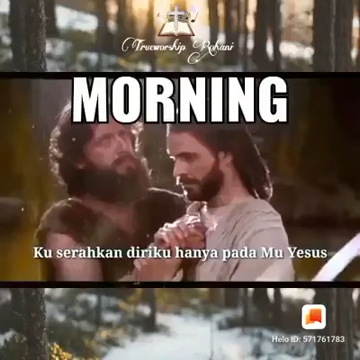 Trueworship Rohani
MORNING
Ku serahkan diriku hanya pada Mu Yesus
Helo ID: 571761783